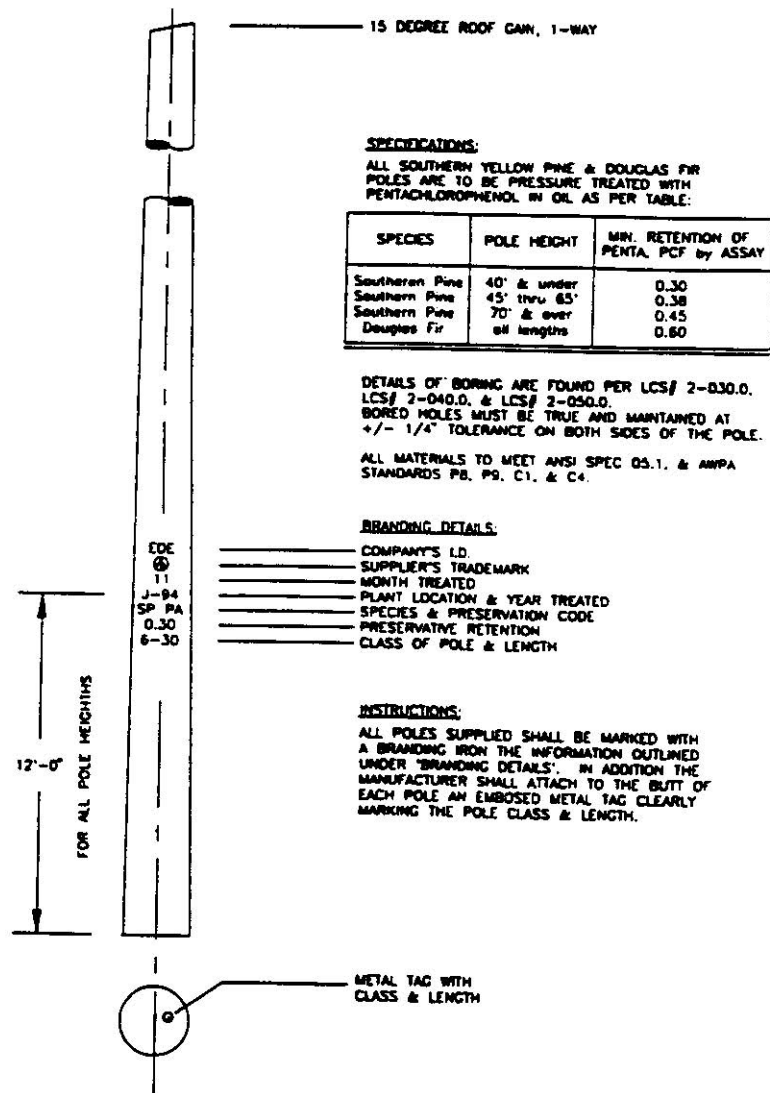 15 DEGREE ROOF GAIN, 1-WAY
SPECIFICATIONS:
ALL SOUTHERN YELLOW PINE & DOUGLAS FIR
POLES ARE TO BE PRESSURE TREATED WITH
PENTACHLOROPHENOL IN OIL AS PER TABLE:
SPECIES POLE HEIGHT MIN. RETENTION OF
PENTA, PCF by ASSAY
Southeren Pine 40' & under 0.30
Southern Pine 45' thru 65' 0.38
Southern Pine 70' & over 0.45
Douglas Fir all lengths 0.60
DETAILS OF BORING ARE FOUND PER LCS# 2-030.0,
LCS# 2-040.0, & LCS# 2-050.0.
BORED HOLES MUST BE TRUE AND MAINTAINED AT
+/- 1/4" TOLERANCE ON BOTH SIDES OF THE POLE.
ALL MATERIALS TO MEET ANSI SPEC 05.1, & AWPA
STANDARDS P8, P9, C1, & C4.
BRANDING DETAILS:
EDE COMPANY'S I.D.
SUPPLIER'S TRADEMARK
11 MONTH TREATED
J-94 PLANT LOCATION & YEAR TREATED
SP PA SPECIES & PRESERVATION CODE
0.30 PRESERVATIVE RETENTION
6-30 CLASS OF POLE & LENGTH
12'-0"
FOR ALL POLE HEIGHTHS
INSTRUCTIONS:
ALL POLES SUPPLIED SHALL BE MARKED WITH
A BRANDING IRON THE INFORMATION OUTLINED
UNDER 'BRANDING DETAILS'. IN ADDITION THE
MANUFACTURER SHALL ATTACH TO THE BUTT OF
EACH POLE AN EMBOSED METAL TAG CLEARLY
MARKING THE POLE CLASS & LENGTH.
METAL TAG WITH
CLASS & LENGTH